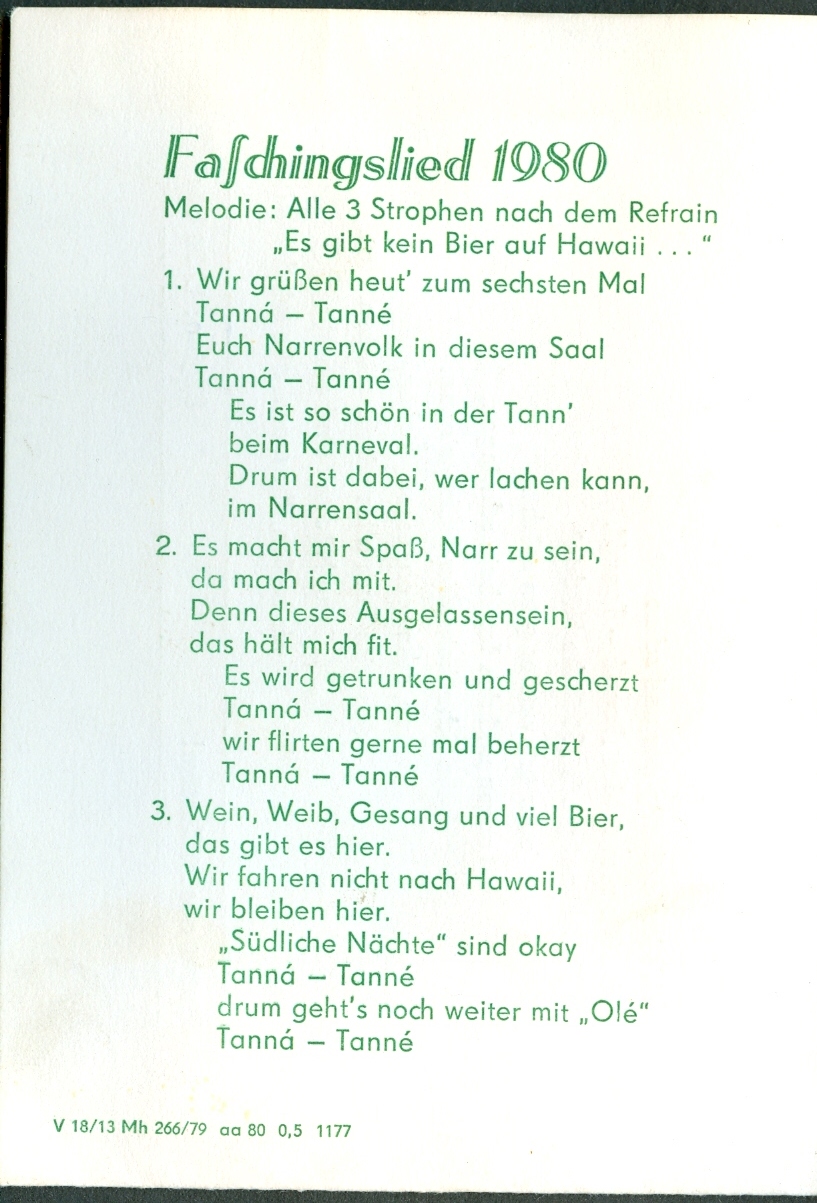 Faſchingslied 1980
Melodie: Alle 3 Strophen nach dem Refrain
„Es gibt kein Bier auf Hawaii . . . “
1. Wir grüßen heut’ zum sechsten Mal
Tanná – Tanné
Euch Narrenvolk in diesem Saal
Tanná – Tanné
Es ist so schön in der Tann’
beim Karneval.
Drum ist dabei, wer lachen kann,
im Narrensaal.
2. Es macht mir Spaß, Narr zu sein,
da mach ich mit.
Denn dieses Ausgelassensein,
das hält mich fit.
Es wird getrunken und gescherzt
Tanná – Tanné
wir flirten gerne mal beherzt
Tanná – Tanné
3. Wein, Weib, Gesang und viel Bier,
das gibt es hier.
Wir fahren nicht nach Hawaii,
wir bleiben hier.
„Südliche Nächte“ sind okay
Tanná – Tanné
drum geht’s noch weiter mit „Olé“
Tanná – Tanné
V 18/13 Mh 266/79 aa 80 0,5 1177